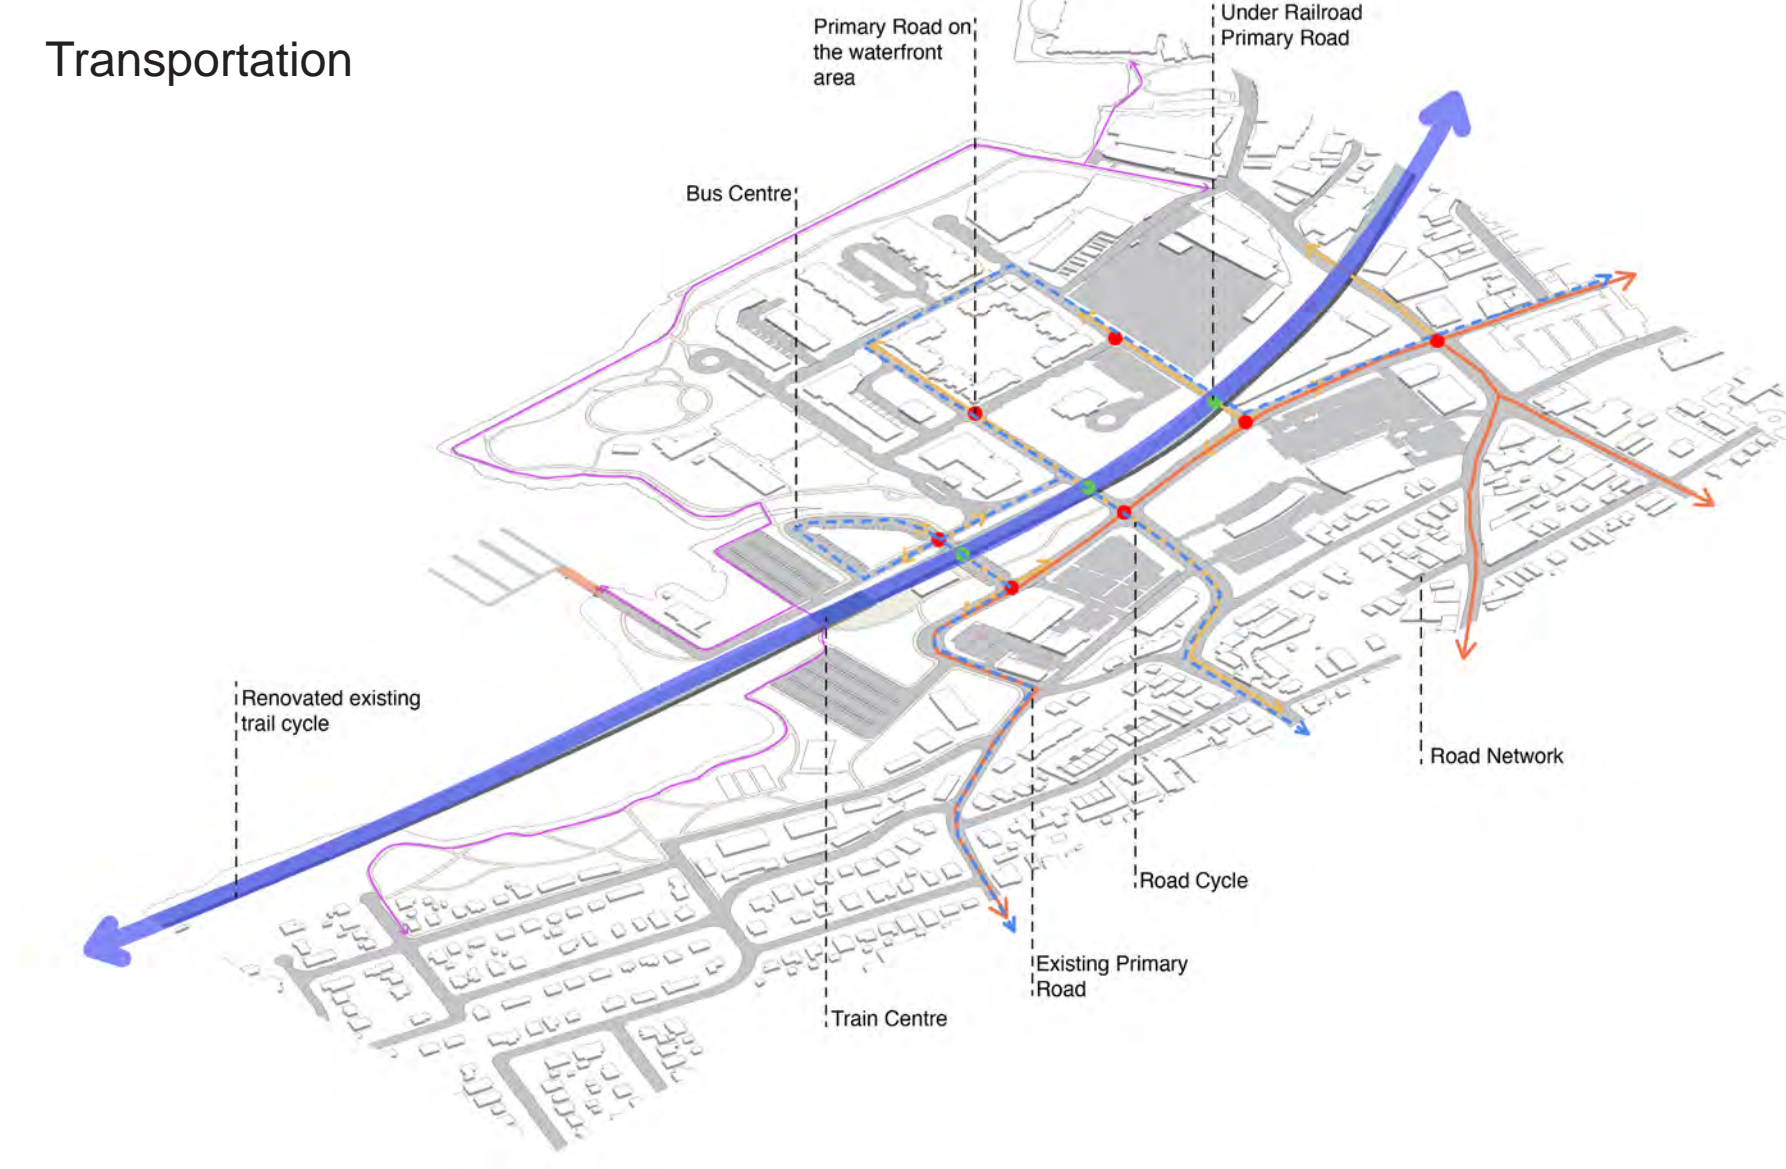 Transportation
Primary Road on
the waterfront
area
Under Railroad
Primary Road
Bus Centre
Renovated existing
trail cycle
Road Network
Road Cycle
Existing Primary
Road
Train Centre